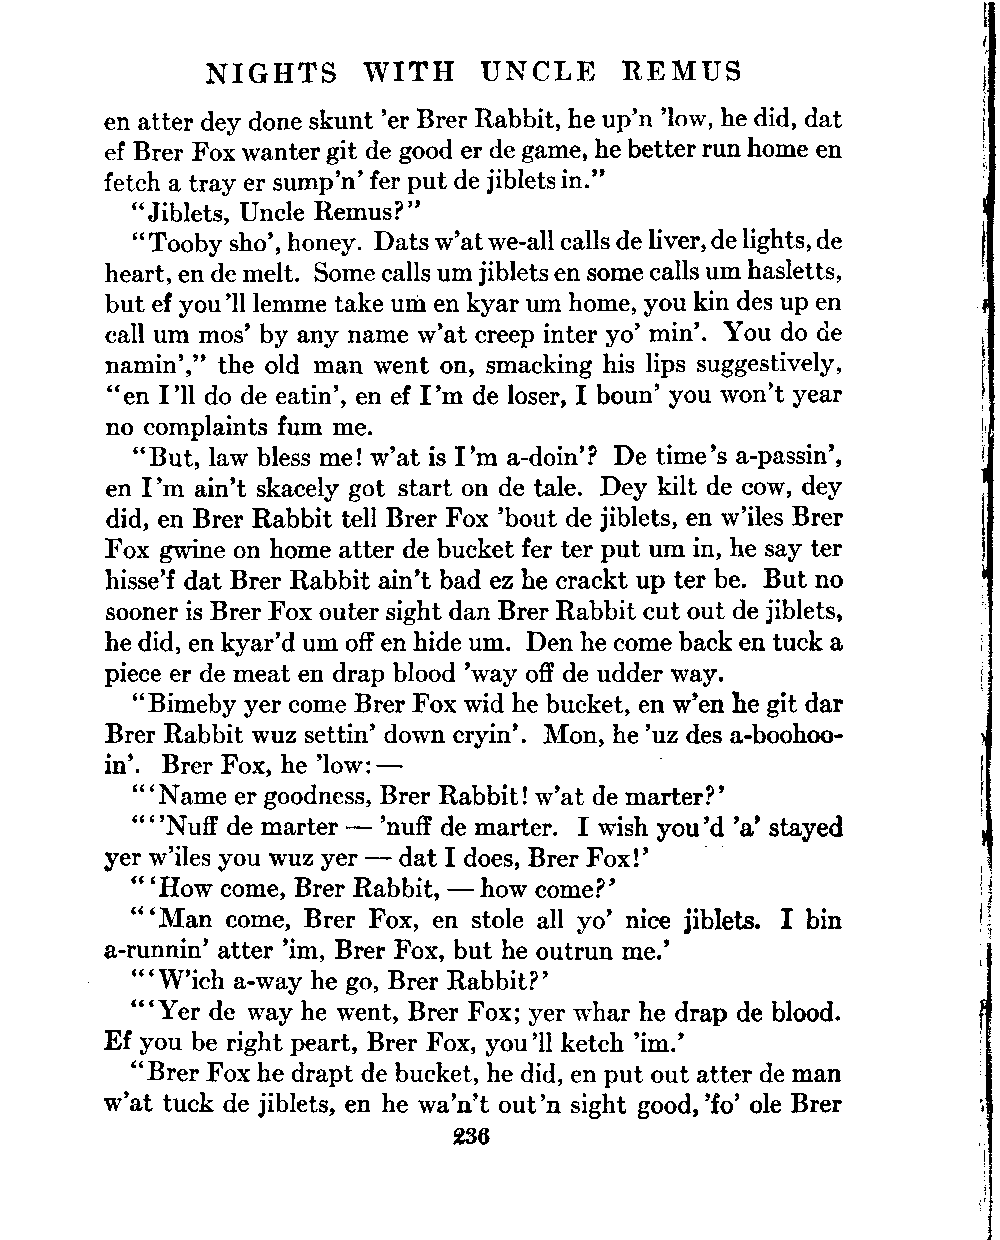 NIGHTS WITH UNCLE REMUS
en atter dey done skunt 'er Brer Rabbit, he up'n 'low, he did, dat
ef Brer Fox wanter git de good er de game, he better run home en
fetch a tray er sump'n' fer put de jiblets in."
"Jiblets, Uncle Remus?"
"Tooby sho', honey. Dats w'at we-all calls de liver, de lights, de
heart, en de melt. Some calls um jiblets en some calls um hasletts,
but ef you 'll lemme take um en kyar um home, you kin des up en
call um mos' by any name w'at creep inter yo' min'. You do de
namin'," the old man went on, smacking his lips suggestively,
"en I 'll do de eatin', en ef I 'm de loser, I boun' you won't year
no complaints fum me.
"But, law bless me! w'at is I 'm a-doin'? De time 's a-passin',
en I 'm ain't skacely got start on de tale. Dey kilt de cow, dey
did, en Brer Rabbit tell Brer Fox 'bout de jiblets, en w'iles Brer
Fox gwine on home atter de bucket fer ter put um in, he say ter
hisse'f dat Brer Rabbit ain't bad ez he crackt up ter be. But no
sooner is Brer Fox outer sight dan Brer Rabbit cut out de jiblets,
he did, en kyar'd um off en hide um. Den he come back en tuck a
piece er de meat en drap blood 'way off de udder way.
"Bimeby yer come Brer Fox wid he bucket, en w'en he git dar
Brer Rabbit wuz settin' down cryin'. Mon, he 'uz des a-boohoo-
in'. Brer Fox, he 'low: —
"'Name er goodness, Brer Rabbit! w'at de marter?'
"''Nuff de marter — 'nuff de marter. I wish you 'd 'a' stayed
yer w'iles you wuz yer — dat I does, Brer Fox!'
"'How come, Brer Rabbit, — how come?'
"'Man come, Brer Fox, en stole all yo' nice jiblets. I bin
a-runnin' atter 'im, Brer Fox, but he outrun me.'
"'W'ich a-way he go, Brer Rabbit?'
"'Yer de way he went, Brer Fox; yer whar he drap de blood.
Ef you be right peart, Brer Fox, you 'll ketch 'im.'
"Brer Fox he drapt de bucket, he did, en put out atter de man
w'at tuck de jiblets, en he wa'n't out 'n sight good, 'fo' ole Brer
236